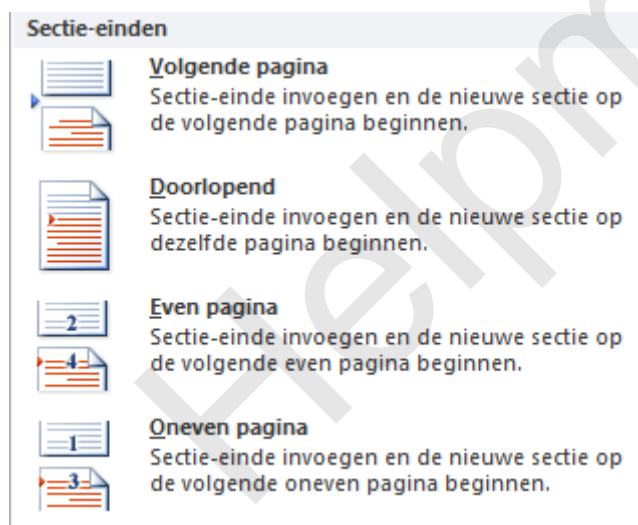 Sectie-einden
Volgende pagina
Sectie-einde invoegen en de nieuwe sectie op
de volgende pagina beginnen.
Doorlopend
Sectie-einde invoegen en de nieuwe sectie op
dezelfde pagina beginnen.
2
4
Even pagina
Sectie-einde invoegen en de nieuwe sectie op
de volgende even pagina beginnen.
1
3
Oneven pagina
Sectie-einde invoegen en de nieuwe sectie op
de volgende oneven pagina beginnen.